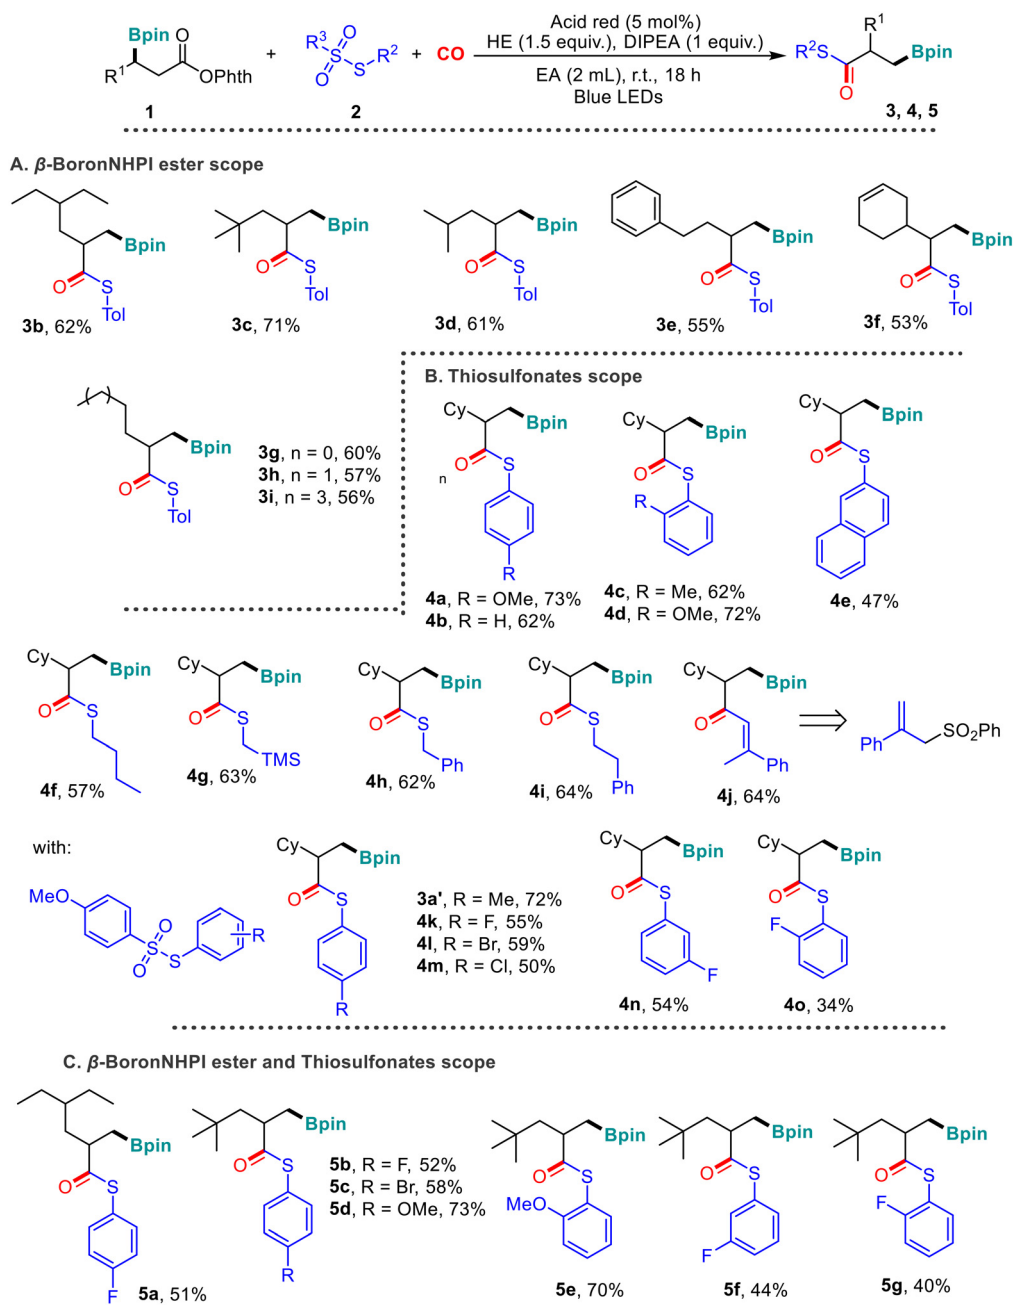 Bpin
O
R1
OPhth
1
+
R3
O
O
S
S
R2
2
+
CO
Acid red (5 mol%)
HE (1.5 equiv.), DIPEA (1 equiv.)
EA (2 mL), r.t., 18 h
Blue LEDs
R2S
R1
Bpin
O
3, 4, 5
A. β-BoronNHPI ester scope
Bpin
O
S
Tol
3b, 62%
Bpin
O
S
Tol
3c, 71%
Bpin
O
S
Tol
3d, 61%
Bpin
O
S
Tol
3e, 55%
Bpin
O
S
Tol
3f, 53%
Bpin
O
S
Tol
3g, n = 0, 60%
3h, n = 1, 57%
3i, n = 3, 56%
B. Thiosulfonates scope
Cy
Bpin
O
S
n
R
4a, R = OMe, 73%
4b, R = H, 62%
Cy
Bpin
O
S
R
4c, R = Me, 62%
4d, R = OMe, 72%
Cy
Bpin
O
S
4e, 47%
Cy
Bpin
O
S
4f, 57%
Cy
Bpin
O
S
TMS
4g, 63%
Cy
Bpin
O
S
Ph
4h, 62%
Cy
Bpin
O
S
Ph
4i, 64%
Cy
Bpin
O
Ph
4j, 64%
Ph
SO2Ph
with:
MeO
O
S
O
S
R
Cy
Bpin
O
S
R
3a', R = Me, 72%
4k, R = F, 55%
4l, R = Br, 59%
4m, R = Cl, 50%
Cy
Bpin
O
S
F
4n, 54%
Cy
Bpin
O
S
F
4o, 34%
C. β-BoronNHPI ester and Thiosulfonates scope
Bpin
O
S
F
5a, 51%
Bpin
O
S
R
5b, R = F, 52%
5c, R = Br, 58%
5d, R = OMe, 73%
Bpin
O
S
MeO
5e, 70%
Bpin
O
S
F
5f, 44%
Bpin
O
S
F
5g, 40%